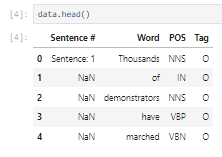 [4]: data.head()
[4]: Sentence # Word POS Tag
0 Sentence: 1 Thousands NNS O
1 NaN of IN O
2 NaN demonstrators NNS O
3 NaN have VBP O
4 NaN marched VBN O